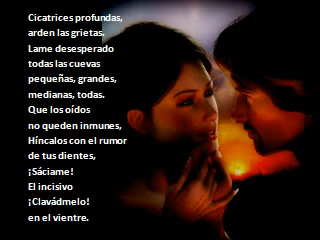 Cicatrices profundas,
arden las grietas.
Lame desesperado
todas las cuevas
pequeñas, grandes,
medianas, todas.
Que los oídos
no queden inmunes,
Híncalos con el rumor
de tus dientes,
¡Sáciame!
El incisivo
¡Clavádmelo!
en el vientre.